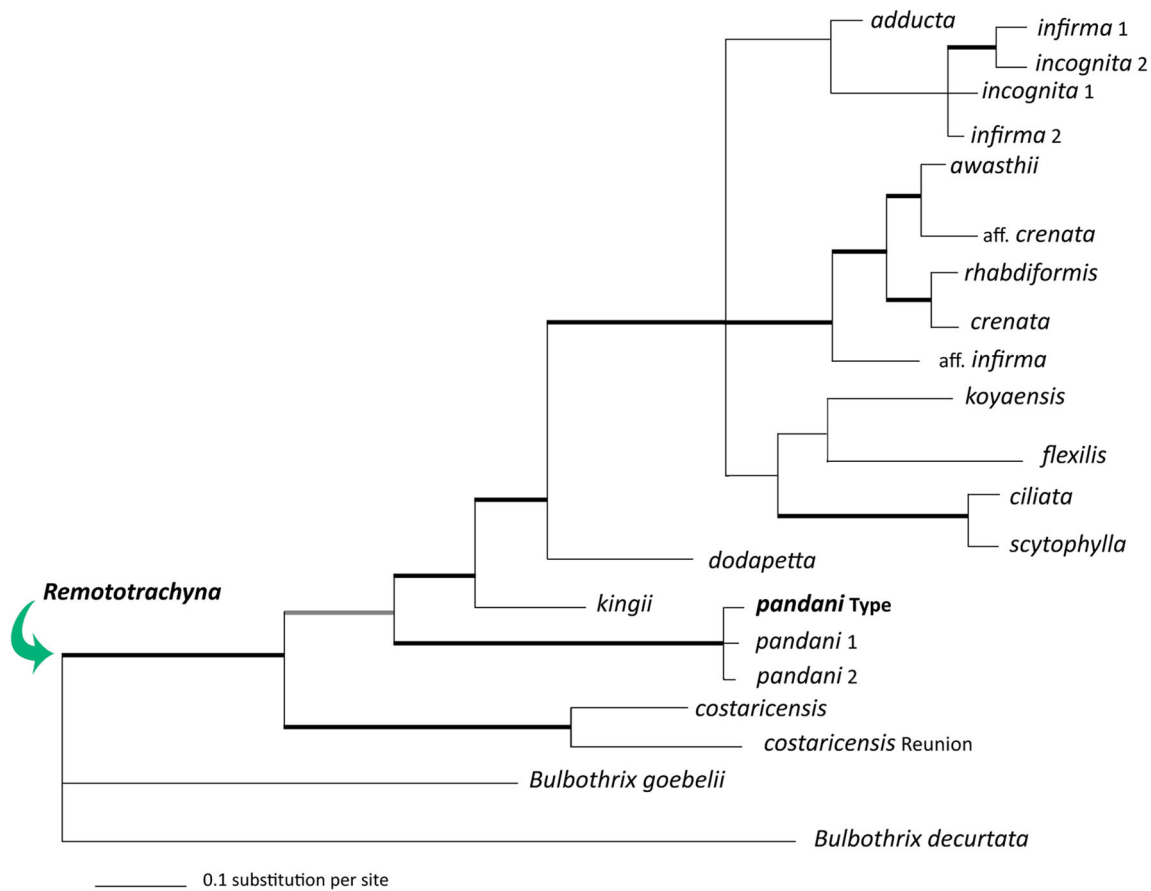 adducta
infirma 1
incognita 2
incognita 1
infirma 2
awasthii
aff. crenata
rhabdiformis
crenata
aff. infirma
koyaensis
flexilis
ciliata
scytophylla
dodapetta
Remototrachyna
kingii
pandani Type
pandani 1
pandani 2
costaricensis
costaricensis Reunion
Bulbothrix goebelii
Bulbothrix decurtata
0.1 substitution per site